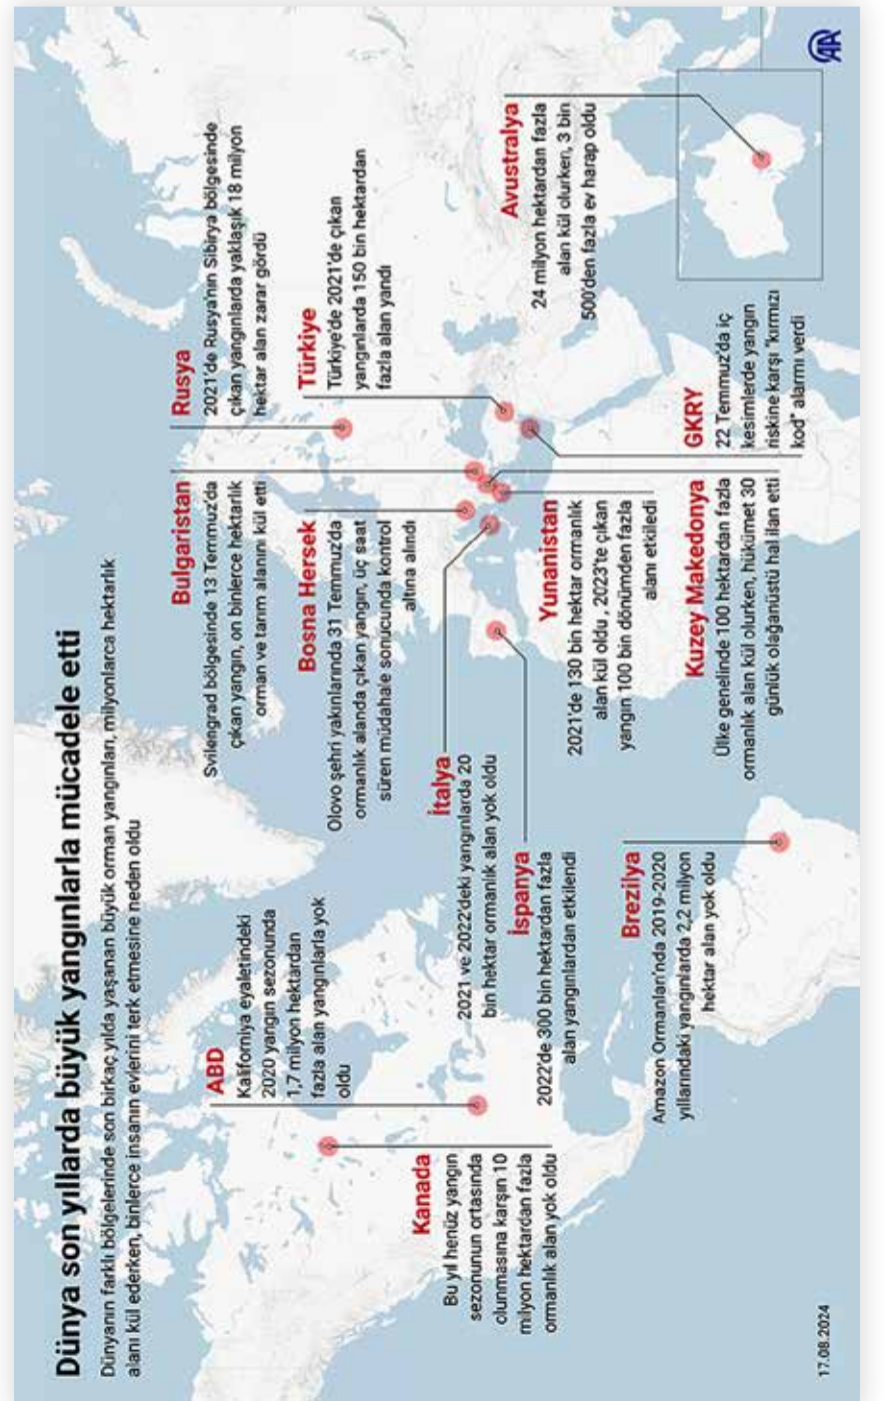 Dünya son yıllarda büyük yangınlarla mücadele etti
Dünyanın farklı bölgelerinde son birkaç yılda yaşanan büyük orman yangınları, milyonlarca hektarlık
alanı kül ederken, binlerce insanın evlerini terk etmesine neden oldu
ABD
Kaliforniya eyaletindeki
2020 yangın sezonunda
1,7 milyon hektardan
fazla alan yangınlarla yok
oldu
Kanada
Bu yıl henüz yangın
sezonunun ortasında
olunmasına karşın 10
milyon hektardan fazla
ormanlık alan yok oldu
Bulgaristan
Svilengrad bölgesinde 13 Temmuz'da
çıkan yangın, on binlerce hektarlık
orman ve tarım alanını kül etti
Bosna Hersek
Olovo şehri yakınlarında 31 Temmuz'da
ormanlık alanda çıkan yangın, üç saat
süren müdahale sonucunda kontrol
altına alındı
İtalya
2021 ve 2022'deki yangınlarda 20
bin hektar ormanlık alan yok oldu
İspanya
2022'de 300 bin hektardan fazla
alan yangınlardan etkilendi
Brezilya
Amazon Ormanları'nda 2019-2020
yıllarındaki yangınlarda 2,2 milyon
hektar alan yok oldu
Rusya
2021'de Rusya'nın Sibirya bölgesinde
çıkan yangınlarda yaklaşık 18 milyon
hektar alan zarar gördü
Türkiye
Türkiye'de 2021'de çıkan
yangınlarda 150 bin hektardan
fazla alan yandı
Yunanistan
2021'de 130 bin hektar ormanlık
alan kül oldu , 2023'te çıkan
yangın 100 bin dönümden fazla
alanı etkiledi
Kuzey Makedonya
Ülke genelinde 100 hektardan fazla
ormanlık alan kül olurken, hükümet 30
günlük olağanüstü hal ilan etti
GKRY
22 Temmuz'da iç
kesimlerde yangın
riskine karşı "kırmızı
kod" alarmı verdi
Avustralya
24 milyon hektardan fazla
alan kül olurken, 3 bin
500'den fazla ev harap oldu
17.08.2024
AA